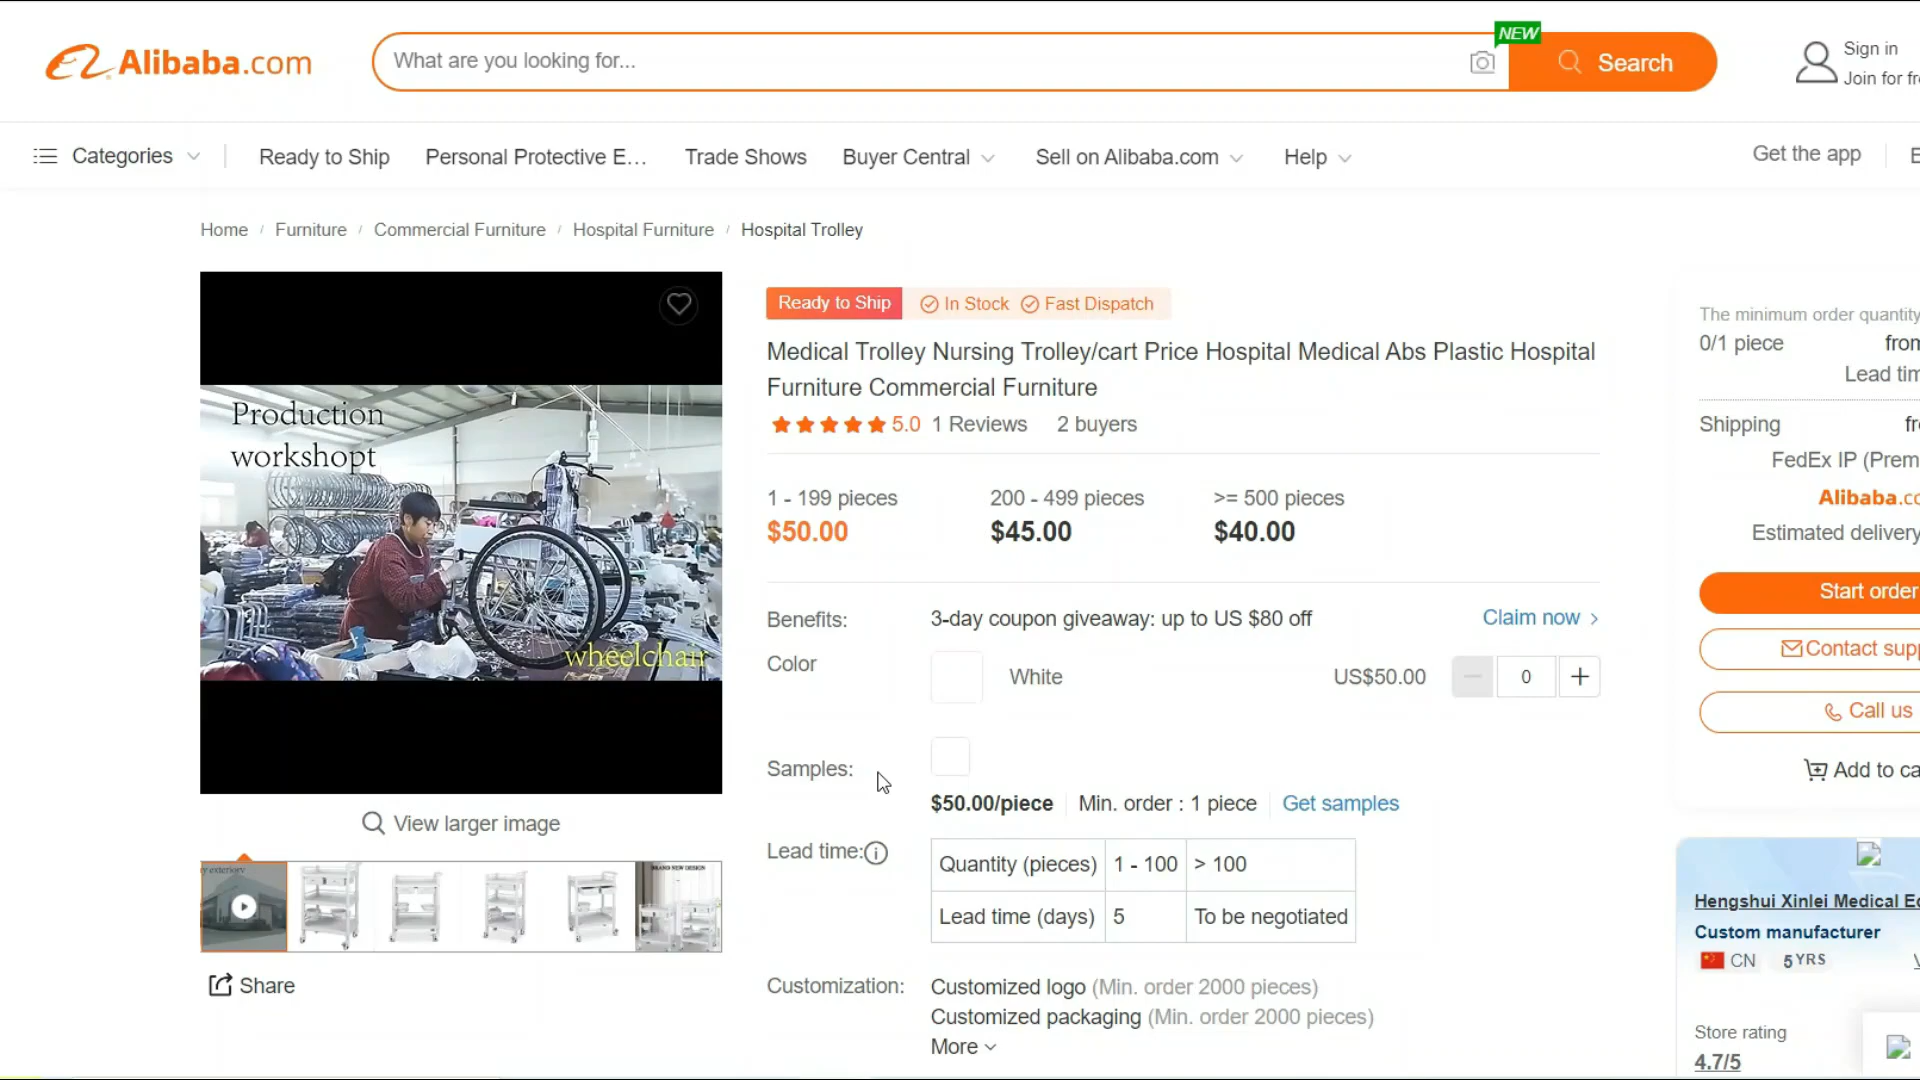 NEW
Alibaba.com
What are you looking for...
Search
Sign in
Join for
Categories
Ready to Ship
Personal Protective E...
Trade Shows
Buyer Central
Sell on Alibaba.com
Help
Get the app
Home / Furniture / Commercial Furniture / Hospital Furniture / Hospital Trolley
Production
workshopt
wheelchair
View larger image
BRAND NEW DESIGN
Share
Ready to Ship
In Stock
Fast Dispatch
Medical Trolley Nursing Trolley/cart Price Hospital Medical Abs Plastic Hospital
Furniture Commercial Furniture
5.0 1 Reviews 2 buyers
1 - 199 pieces 200 - 499 pieces >= 500 pieces
$50.00 $45.00 $40.00
Benefits: 3-day coupon giveaway: up to US $80 off Claim now >
Color White US$50.00 0
Samples:
$50.00/piece Min. order : 1 piece Get samples
Lead time:
Quantity (pieces) 1 - 100 > 100
Lead time (days) 5 To be negotiated
Customization: Customized logo (Min. order 2000 pieces)
Customized packaging (Min. order 2000 pieces)
More
The minimum order quantity
0/1 piece from
Lead
Shipping
FedEx IP
Alibaba
Estimated delivery
Start order
Contact
Call us
Add to
Hengshui Xinlei Medical
Custom manufacturer
CN 5 YRS
Store rating
4.7/5